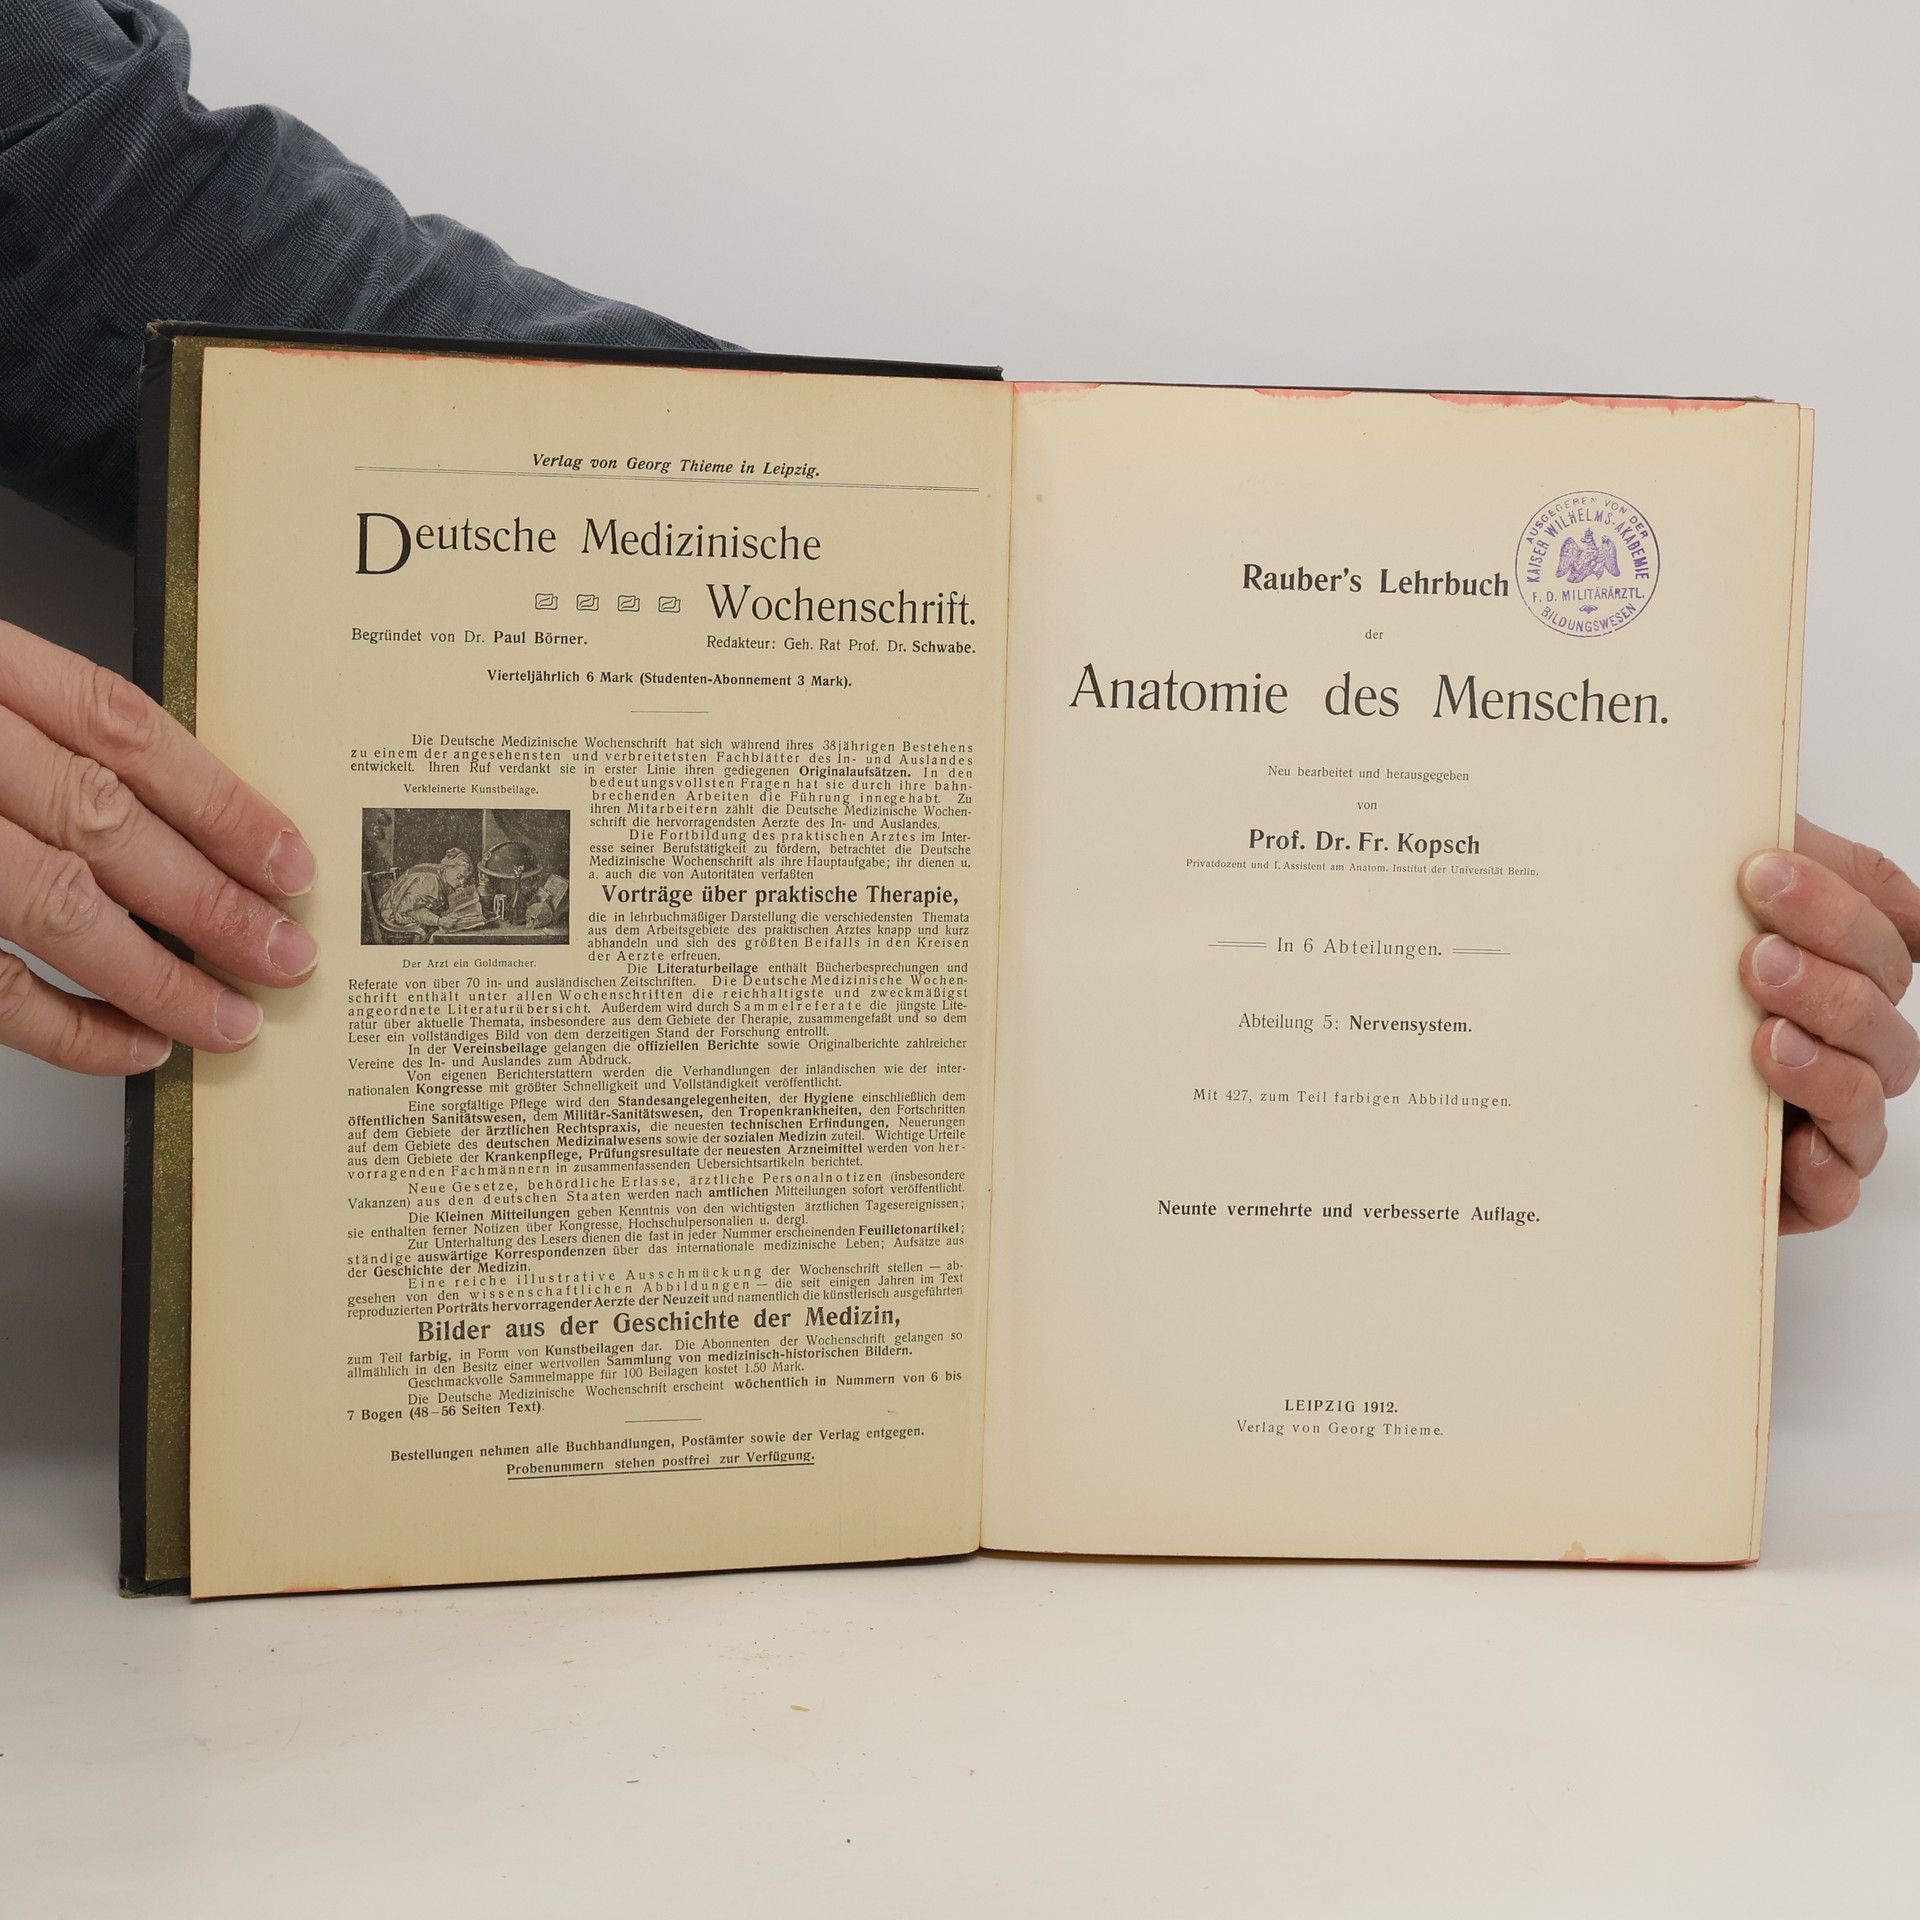 Verlag von Georg Thieme in Leipzig.
Deutsche Medizinische
Wochenschrift.
Begründet von Dr. Paul Börner.
Redakteur: Geh. Rat Prof. Dr. Schwabe.
Vierteljährlich 6 Mark (Studenten-Abonnement 3 Mark).
Die Deutsche Medizinische Wochenschrift hat sich während ihres 38jährigen Bestehens
zu einem der angesehensten und verbreitetsten Fachblätter des In- und Auslandes
entwickelt. Ihren Ruf verdankt sie in erster Linie ihren gediegenen Originalaufsätzen. In den
bedeutungsvollsten Fragen hat sie durch ihre bahn-
brechenden Arbeiten die Führung innegehabt. Zu
ihren Mitarbeitern zählt die Deutsche Medizinische Wochen-
schrift die hervorragendsten Aerzte des In- und Auslandes.
Die Fortbildung des praktischen Arztes im Inter-
esse seiner Berufstätigkeit zu fördern, betrachtet die Deutsche
Medizinische Wochenschrift als ihre Hauptaufgabe; ihr dienen u.
a. auch die von Autoritäten verfaßten
Vorträge über praktische Therapie,
die in lehrbuchmäßiger Darstellung die verschiedensten Themata
aus dem Arbeitsgebiete des praktischen Arztes knapp und kurz
abhandeln und sich des größten Beifalls in den Kreisen
der Aerzte erfreuen.
Verkleinerte Kunstbeilage.
Der Arzt ein Goldmacher.
Die Literaturbeilage enthält Bücherbesprechungen und
Referate von über 70 in- und ausländischen Zeitschriften. Die Deutsche Medizinische Wochen-
schrift enthält unter allen Wochenschriften die reichhaltigste und zweckmäßigst
angeordnete Literaturübersicht. Außerdem wird durch Sammelreferate die jüngste Lite-
ratur über aktuelle Themata, insbesondere aus dem Gebiete der Therapie, zusammengefaßt und so dem
Leser ein vollständiges Bild von dem derzeitigen Stand der Forschung entrollt.
In der Vereinsbeilage gelangen die offiziellen Berichte sowie Originalberichte zahlreicher
Vereine des In- und Auslandes zum Abdruck.
Von eigenen Berichterstattern werden die Verhandlungen der inländischen wie der inter-
nationalen Kongresse mit größter Schnelligkeit und Vollständigkeit veröffentlicht.
Eine sorgfältige Pflege wird den Standesangelegenheiten, der Hygiene einschließlich dem
öffentlichen Sanitätswesen, dem Militär-Sanitätswesen, den Tropenkrankheiten, den Fortschritten
auf dem Gebiete der ärztlichen Rechtspraxis, die neuesten technischen Erfindungen, Neuerungen
auf dem Gebiete des deutschen Medizinalwesens sowie der sozialen Medizin zuteil. Wichtige Urteile
aus dem Gebiete der Krankenpflege, Prüfungsresultate der neuesten Arzneimittel werden von her-
vorragenden Fachmännern in zusammenfassenden Uebersichtsartikeln berichtet.
Neue Gesetze, behördliche Erlasse, ärztliche Personalnotizen (insbesondere
Vakanzen) aus den deutschen Staaten werden nach amtlichen Mitteilungen sofort veröffentlicht.
Die Kleinen Mitteilungen geben Kenntnis von den wichtigsten ärztlichen Tagesereignissen;
sie enthalten ferner Notizen über Kongresse, Hochschulpersonalien u. dergl.
Zur Unterhaltung des Lesers dienen die fast in jeder Nummer erscheinenden Feuilletonartikel;
ständige auswärtige Korrespondenzen über das internationale medizinische Leben; Aufsätze aus
der Geschichte der Medizin.
Eine reiche illustrative Ausschmückung der Wochenschrift stellen — ab-
gesehen von den wissenschaftlichen Abbildungen — die seit einigen Jahren im Text
reproduzierten Porträts hervorragender Aerzte der Neuzeit und namentlich die künstlerisch ausgeführten
Bilder aus der Geschichte der Medizin,
zum Teil farbig, in Form von Kunstbeilagen dar. Die Abonnenten der Wochenschrift gelangen so
allmählich in den Besitz einer wertvollen Sammlung von medizinisch-historischen Bildern.
Geschmackvolle Sammelmappe für 100 Beilagen kostet 1.50 Mark.
Die Deutsche Medizinische Wochenschrift erscheint wöchentlich in Nummern von 6 bis
7 Bogen (48–56 Seiten Text).
Bestellungen nehmen alle Buchhandlungen, Postämter sowie der Verlag entgegen.
Probenummern stehen postfrei zur Verfügung.
AUSGEGEBEN VON DER
KAISER WILHELMS-AKADEMIE
F. D. MILITÄRÄRZTL.
BILDUNGSWESEN
Rauber's Lehrbuch
der
Anatomie des Menschen.
Neu bearbeitet und herausgegeben
von
Prof. Dr. Fr. Kopsch
Privatdozent und I. Assistent am Anatom. Institut der Universität Berlin.
In 6 Abteilungen.
Abteilung 5: Nervensystem.
Mit 427, zum Teil farbigen Abbildungen.
Neunte vermehrte und verbesserte Auflage.
LEIPZIG 1912.
Verlag von Georg Thieme.